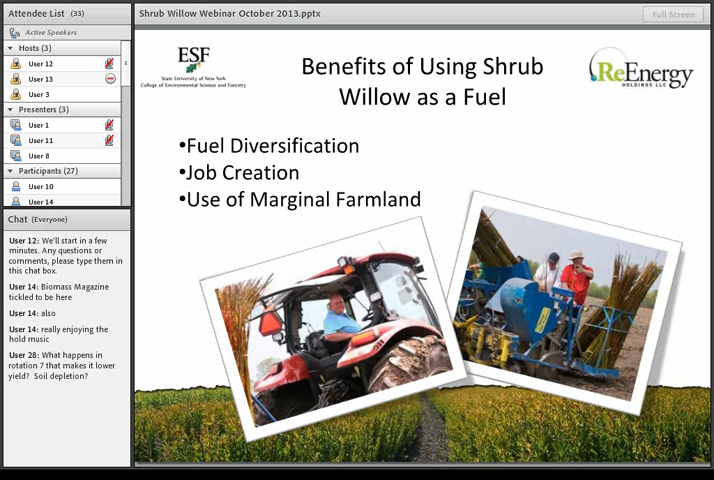 Attendee List (33)
Active Speakers
Hosts (3)
User 12
User 13
User 3
Presenters (3)
User 1
User 11
User 8
Participants (27)
User 10
User 14
Chat (Everyone)
User 12: We'll start in a few
minutes. Any questions or
comments, please type them in
this chat box.
User 14: Biomass Magazine
tickled to be here
User 14: also
User 14: really enjoying the
hold music
User 28: What happens in
rotation 7 that makes it lower
yield? Soil depletion?
Shrub Willow Webinar October 2013.pptx
Full Screen
ESF
State University of New York
College of Environmental Science and Forestry
Benefits of Using Shrub
Willow as a Fuel
ReEnergy
HOLDINGS LLC
•Fuel Diversification
•Job Creation
•Use of Marginal Farmland